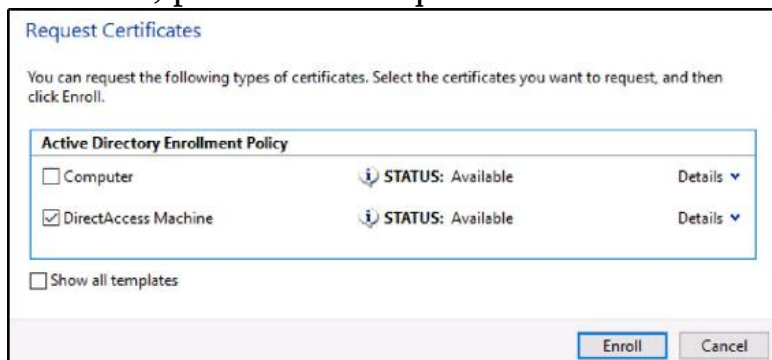 Request Certificates
You can request the following types of certificates. Select the certificates you want to request, and then
click Enroll.
Active Directory Enrollment Policy
Computer STATUS: Available Details
DirectAccess Machine STATUS: Available Details
Show all templates
Enroll Cancel